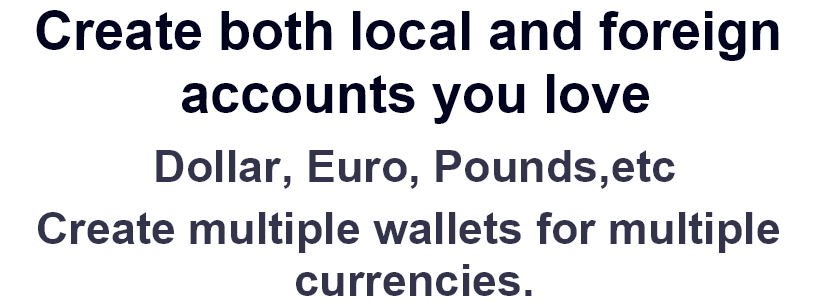 Create both local and foreign
accounts you love
Dollar, Euro, Pounds,etc
Create multiple wallets for multiple
currencies.